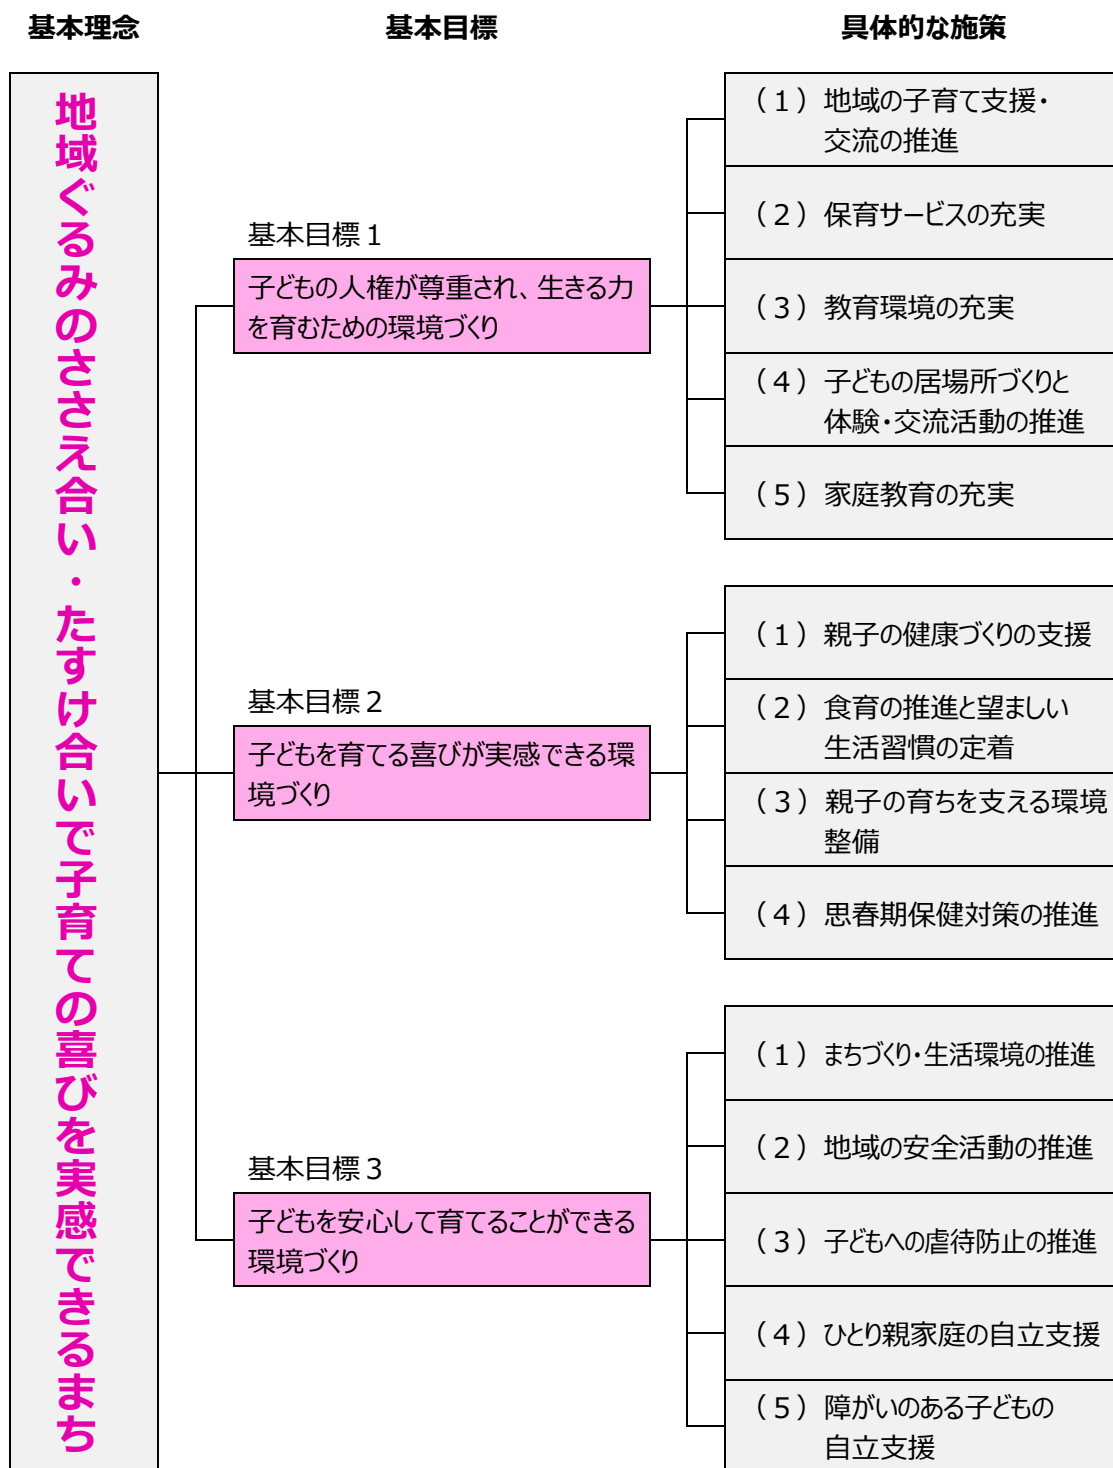 基本理念
基本目標
具体的な施策
地域ぐるみのささえ合い・たすけ合いで子育ての喜びを実感できるまち
基本目標１
子どもの人権が尊重され、生きる力
を育むための環境づくり
（１）地域の子育て支援・
交流の推進
（２）保育サービスの充実
（３）教育環境の充実
（４）子どもの居場所づくりと
体験・交流活動の推進
（５）家庭教育の充実
基本目標２
子どもを育てる喜びが実感できる環
境づくり
（１）親子の健康づくりの支援
（２）食育の推進と望ましい
生活習慣の定着
（３）親子の育ちを支える環境
整備
（４）思春期保健対策の推進
基本目標３
子どもを安心して育てることができる
環境づくり
（１）まちづくり・生活環境の推進
（２）地域の安全活動の推進
（３）子どもへの虐待防止の推進
（４）ひとり親家庭の自立支援
（５）障がいのある子どもの
自立支援